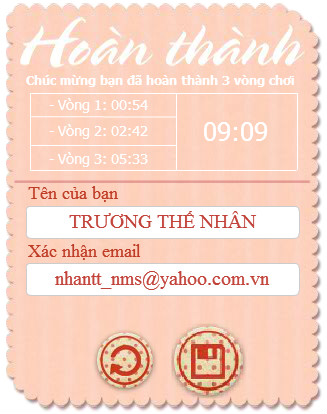 Hoàn thành
Chúc mừng bạn đã hoàn thành 3 vòng chơi
- Vòng 1: 00:54
- Vòng 2: 02:42
- Vòng 3: 05:33
09:09
Tên của bạn
TRƯƠNG THẾ NHÂN
Xác nhận email
nhantt_nms@yahoo.com.vn